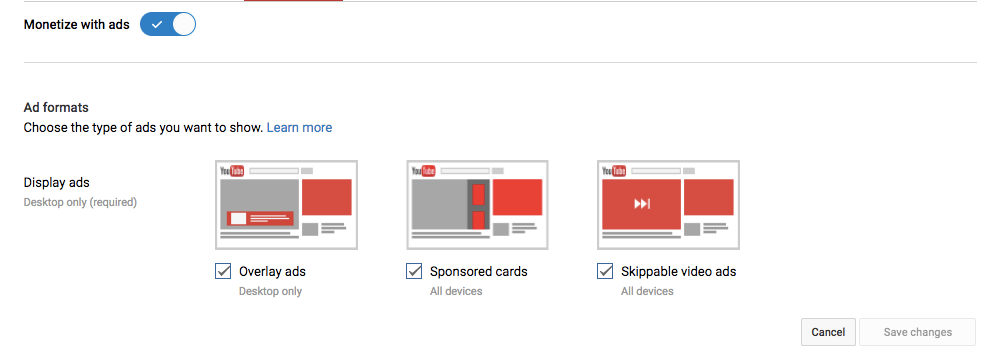 Monetize with ads
Ad formats
Choose the type of ads you want to show. Learn more
Display ads
Desktop only (required)
YouTube
YouTube
YouTube
Overlay ads
Desktop only
Sponsored cards
All devices
Skippable video ads
All devices
Cancel
Save changes